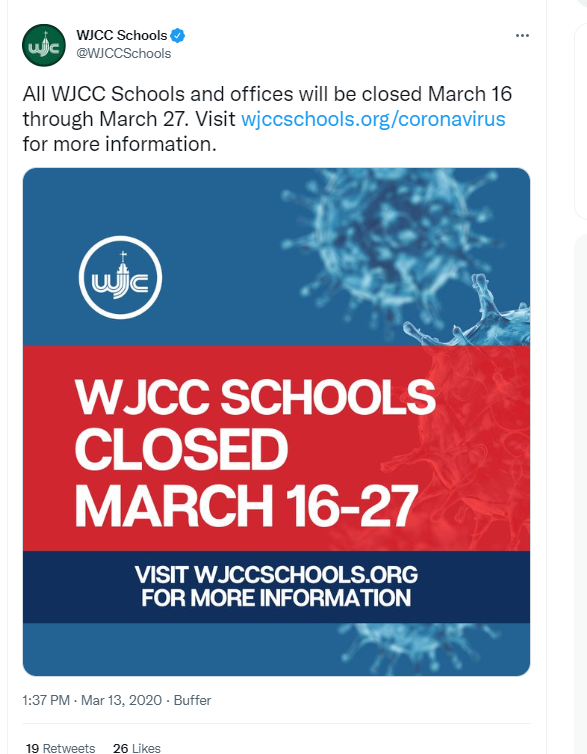 WJCC Schools
@WJCCSchools
All WJCC Schools and offices will be closed March 16
through March 27. Visit wjccschools.org/coronavirus
for more information.
wjc
WJCC SCHOOLS
CLOSED
MARCH 16-27
VISIT WJCCSCHOOLS.ORG
FOR MORE INFORMATION
1:37 PM · Mar 13, 2020 · Buffer
19 Retweets 26 Likes